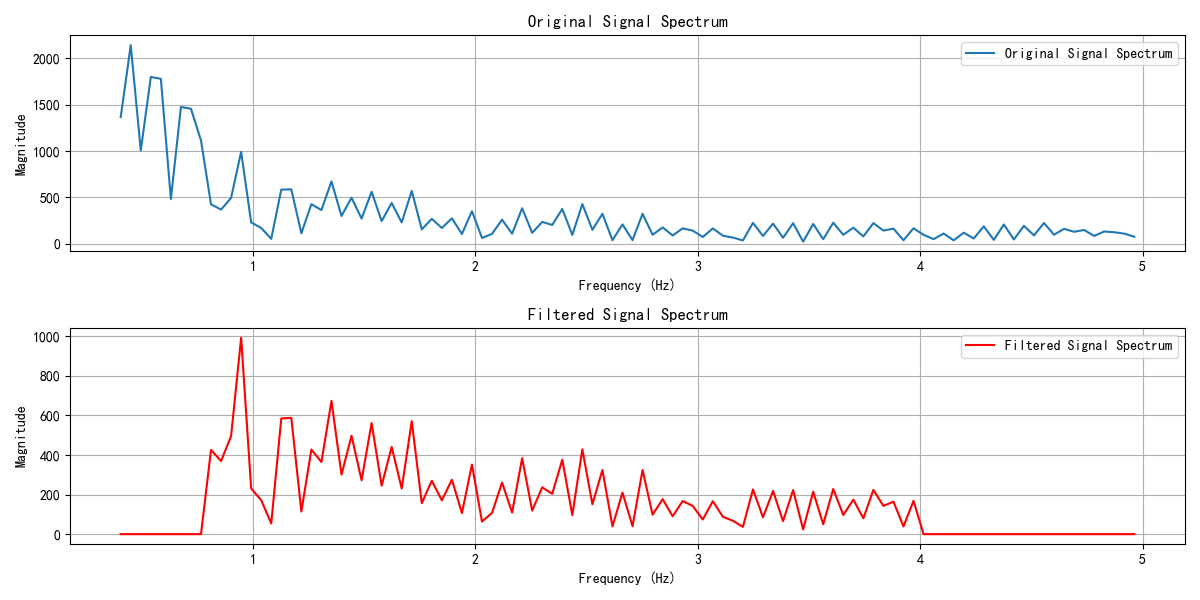 Original Signal Spectrum
Original Signal Spectrum
2000
1500
1000
500
0
Magnitude
1 2 3 4 5
Frequency (Hz)
Filtered Signal Spectrum
Filtered Signal Spectrum
1000
800
600
400
200
0
Magnitude
1 2 3 4 5
Frequency (Hz)